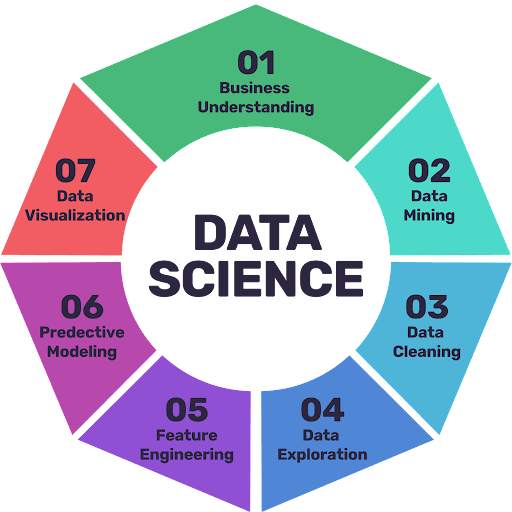 DATA
SCIENCE
01
Business
Understanding
02
Data
Mining
03
Data
Cleaning
04
Data
Exploration
05
Feature
Engineering
06
Predective
Modeling
07
Data
Visualization